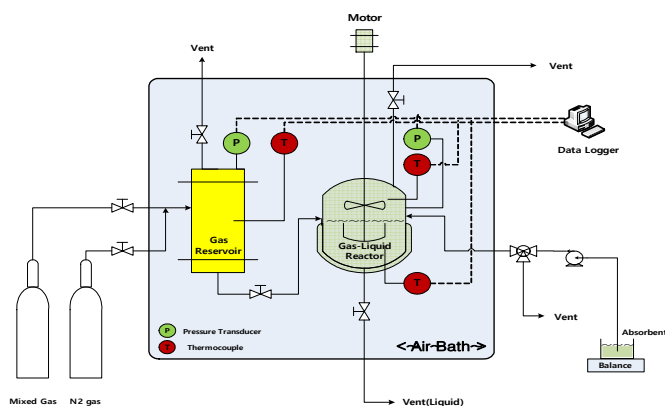 Motor
Vent
Vent
P
T
P
T
Data Logger
Gas
Reservoir
Gas-Liquid
Reactor
T
Vent
Absorbent
Balance
P Pressure Transducer
T Thermocouple
<~Air Bath~>
Mixed Gas
N2 gas
Vent(Liquid)